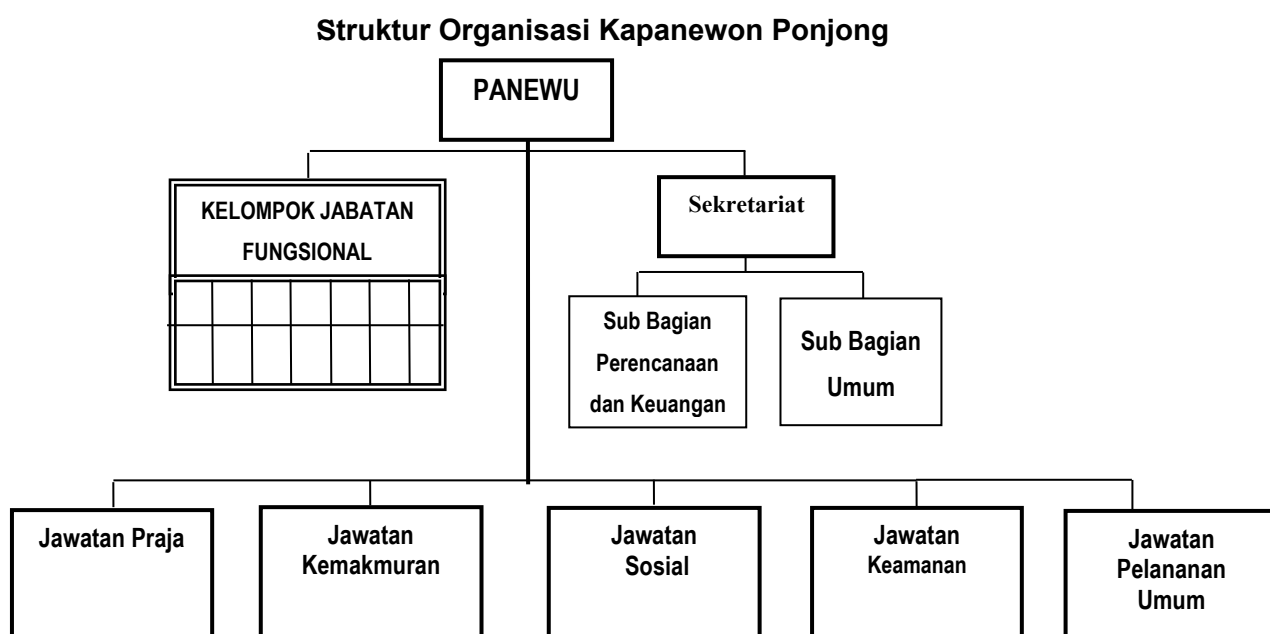 Struktur Organisasi Kapanewon Ponjong
PANEWU
KELOMPOK JABATAN
FUNGSIONAL
Sekretariat
Sub Bagian
Perencanaan
dan Keuangan
Sub Bagian
Umum
Jawatan Praja
Jawatan
Kemakmuran
Jawatan
Sosial
Jawatan
Keamanan
Jawatan
Pelananan
Umum